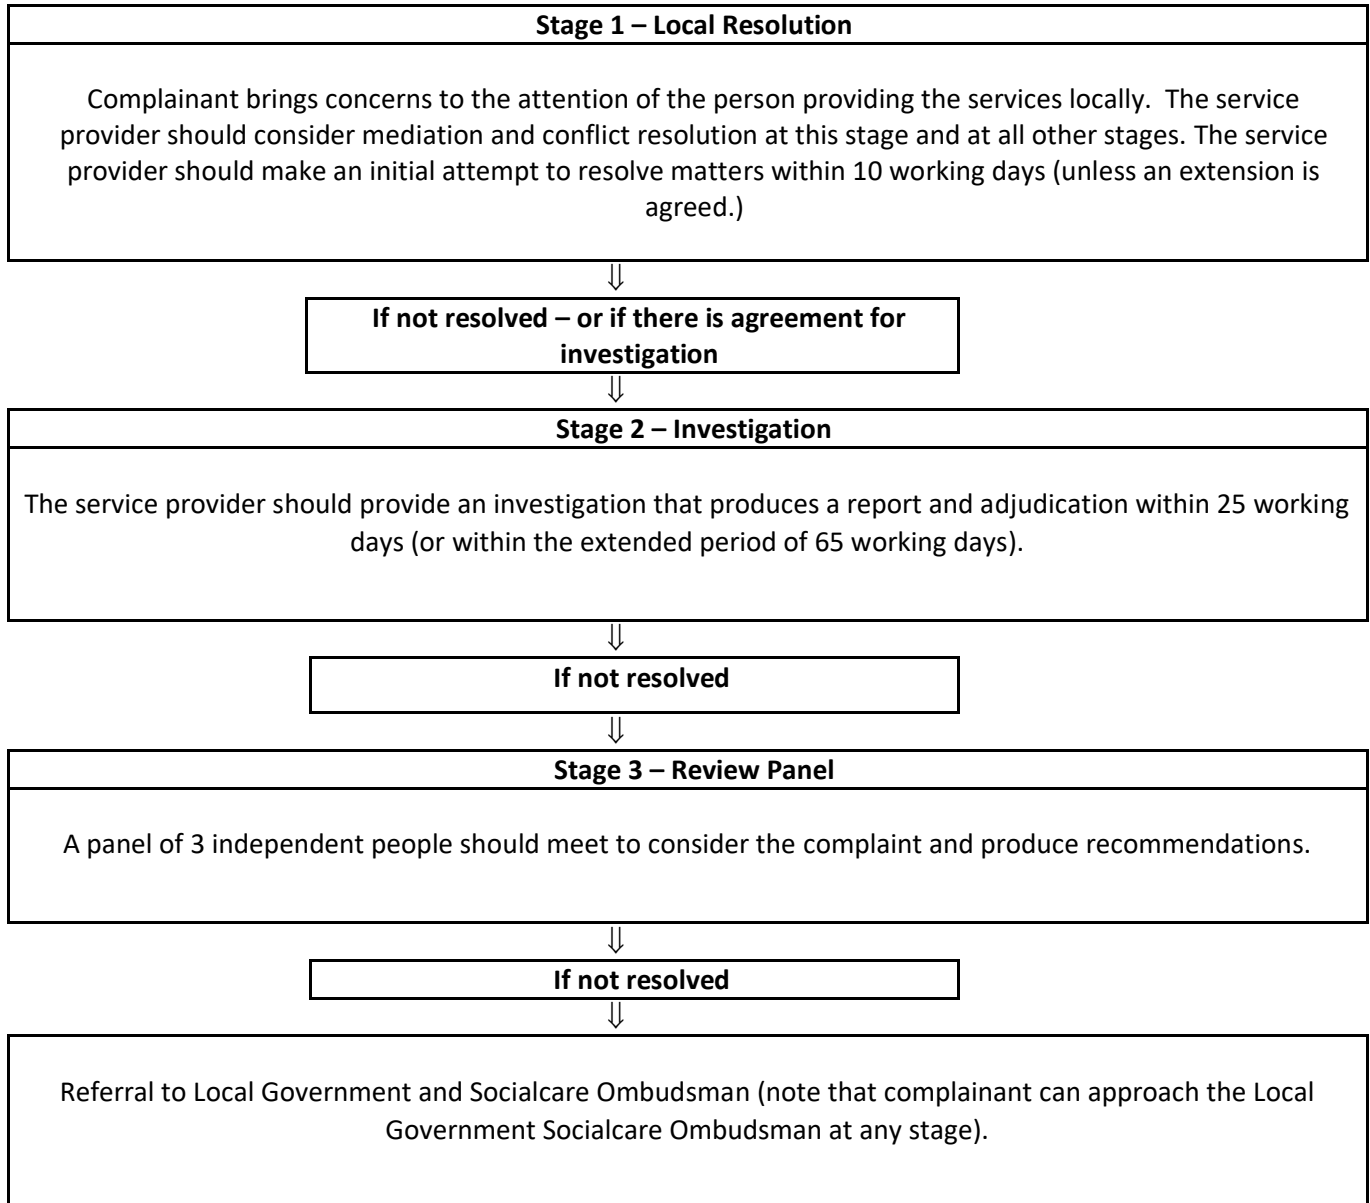 Stage 1 – Local Resolution
Complainant brings concerns to the attention of the person providing the services locally.  The service
provider should consider mediation and conflict resolution at this stage and at all other stages. The service
provider should make an initial attempt to resolve matters within 10 working days (unless an extension is
agreed.)
⇓
If not resolved – or if there is agreement for
investigation
⇓
Stage 2 – Investigation
The service provider should provide an investigation that produces a report and adjudication within 25 working
days (or within the extended period of 65 working days).
⇓
If not resolved
⇓
Stage 3 – Review Panel
A panel of 3 independent people should meet to consider the complaint and produce recommendations.
⇓
If not resolved
⇓
Referral to Local Government and Socialcare Ombudsman (note that complainant can approach the Local
Government Socialcare Ombudsman at any stage).